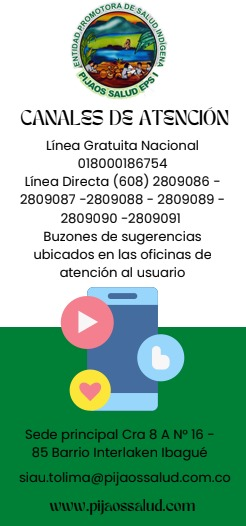 ENTIDAD PROMOTORA DE SALUD INDÍGENA
PIJAOS SALUD EPS I
CANALES DE ATENCIÓN
Línea Gratuita Nacional
018000186754
Línea Directa (608) 2809086 -
2809087 -2809088 - 2809089 -
2809090 -2809091
Buzones de sugerencias
ubicados en las oficinas de
atención al usuario
Sede principal Cra 8 A Nº 16 -
85 Barrio Interlaken Ibagué
siau.tolima@pijaossalud.com.co
www.pijaossalud.com